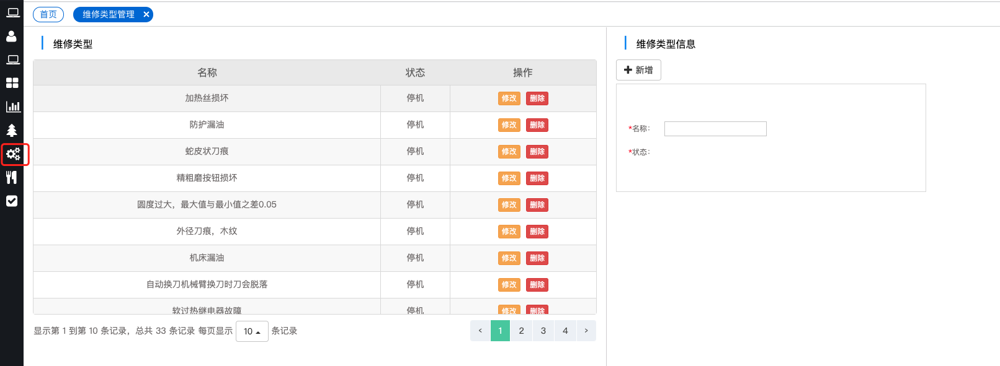 首页 维修类型管理 ×
维修类型
名称 状态 操作
加热丝损坏 停机 修改 删除
防护漏油 停机 修改 删除
蛇皮状刀痕 停机 修改 删除
精粗磨按钮损坏 停机 修改 删除
圆度过大，最大值与最小值之差0.05 停机 修改 删除
外径刀痕，木纹 停机 修改 删除
机床漏油 停机 修改 删除
自动换刀机械臂换刀时刀会脱落 停机 修改 删除
软过热继电器故障 停机 修改 删除
显示第 1 到第 10 条记录，总共 33 条记录 每页显示 10 条记录
‹ 1 2 3 4 ›
维修类型信息
新增
*名称：
*状态：